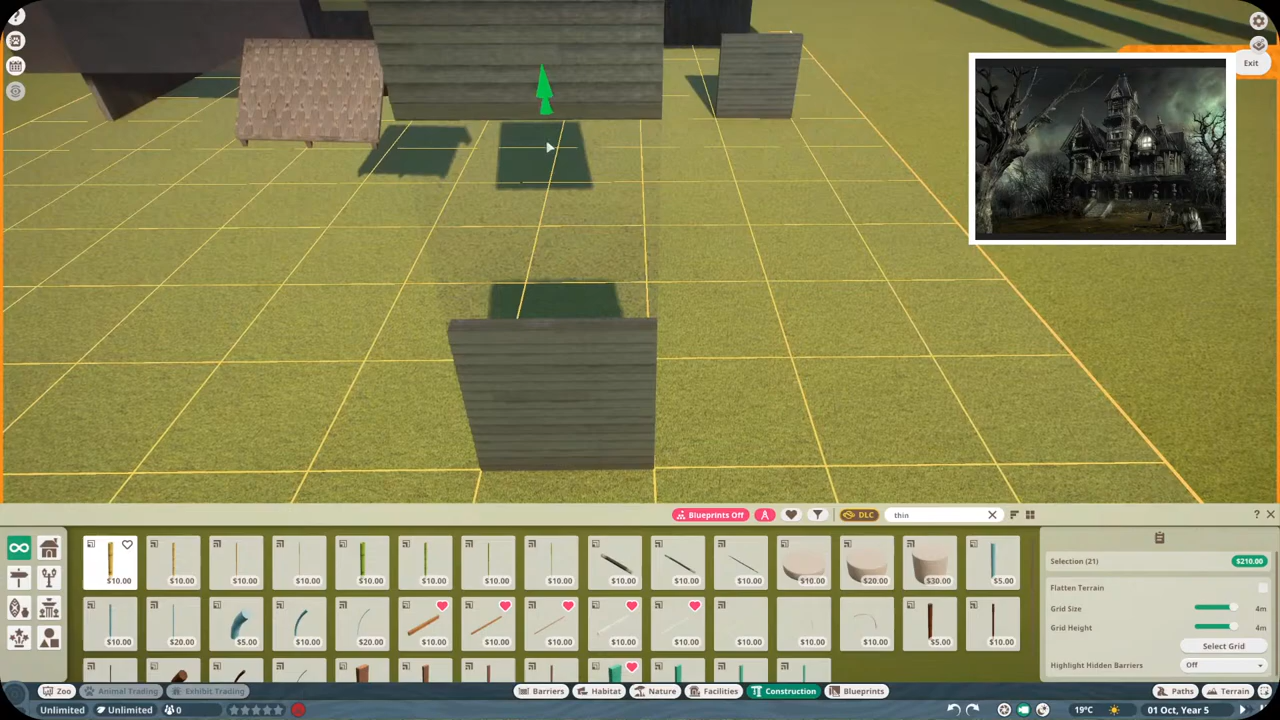 Exit
Blueprints Off
DLC
thin
$10.00 $10.00 $10.00 $10.00 $10.00 $10.00 $10.00 $10.00 $10.00 $10.00 $10.00 $10.00 $20.00 $30.00 $5.00
$10.00 $20.00 $5.00 $10.00 $20.00 $10.00 $10.00 $10.00 $10.00 $10.00 $10.00 $10.00 $10.00 $5.00 $10.00
Selection (21) $210.00
Flatten Terrain
Grid Size 4m
Grid Height 4m
Select Grid
Highlight Hidden Barriers Off
Zoo Animal Trading Exhibit Trading Barriers Habitat Nature Facilities Construction Blueprints Paths Terrain
Unlimited Unlimited 0 19°C 01 Oct, Year 5